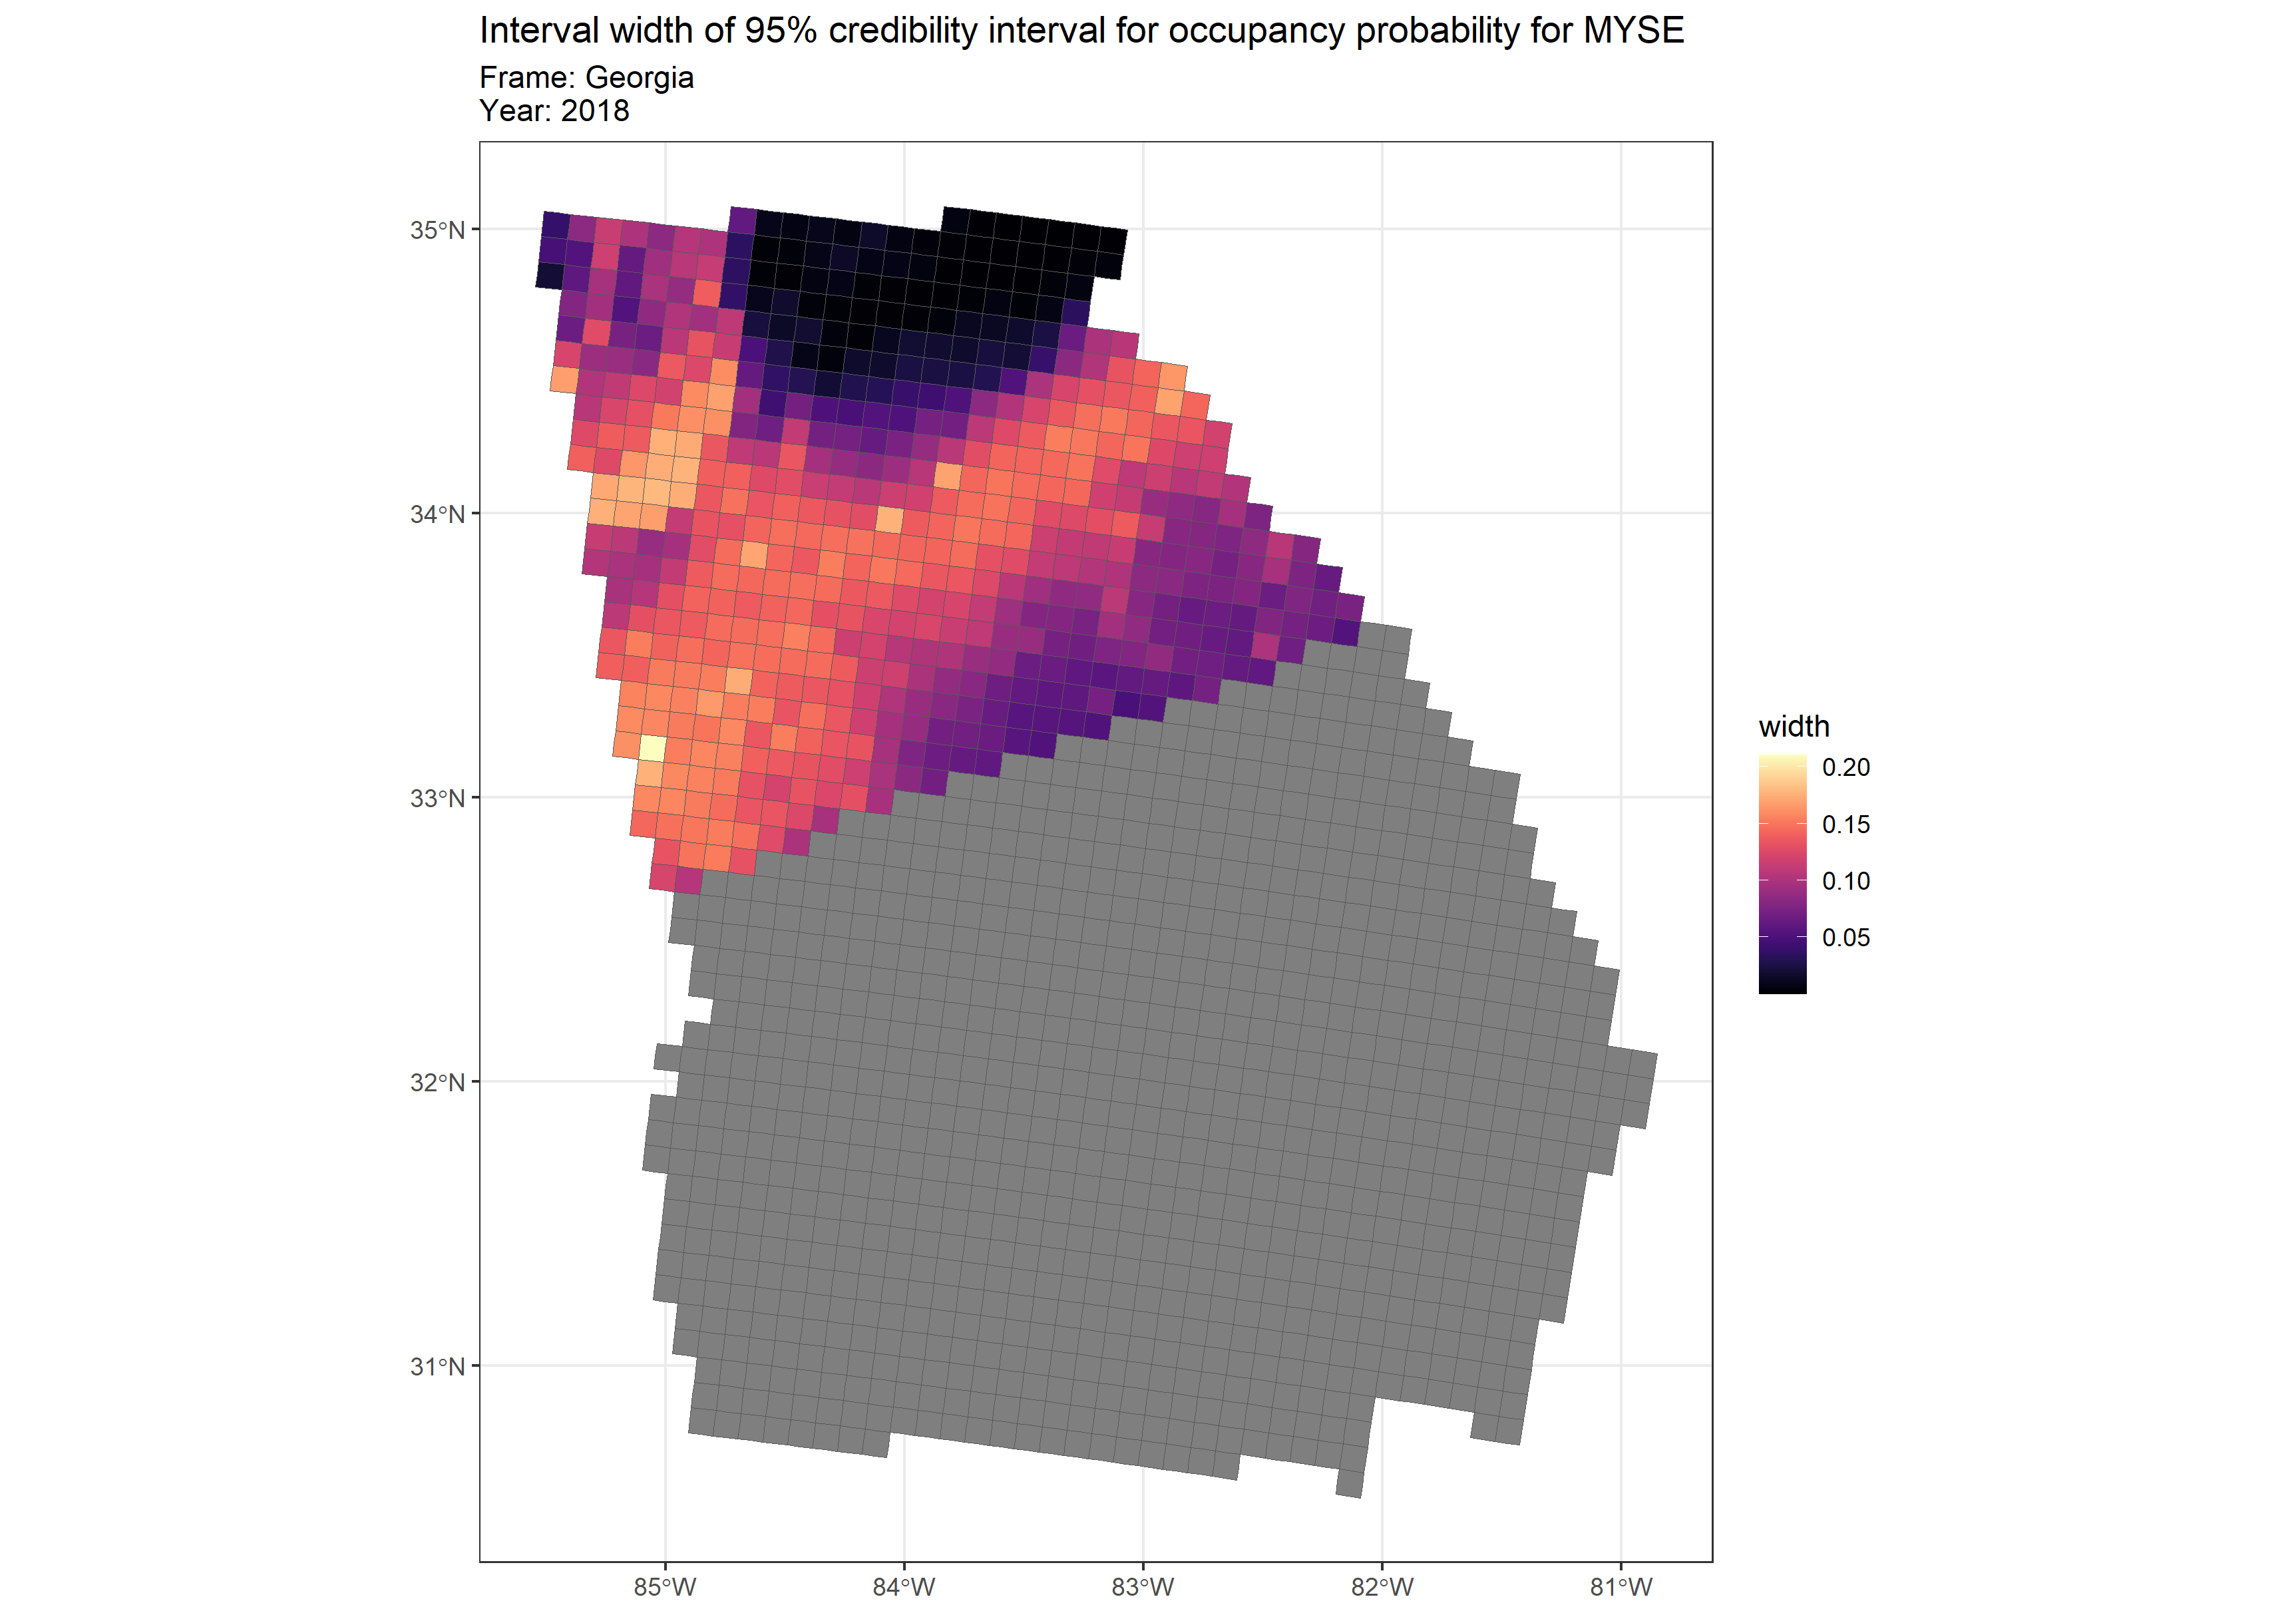 Interval width of 95% credibility interval for occupancy probability for MYSE
Frame: Georgia
Year: 2018
35°N
34°N
33°N
32°N
31°N
85°W
84°W
83°W
82°W
81°W
width
0.20
0.15
0.10
0.05